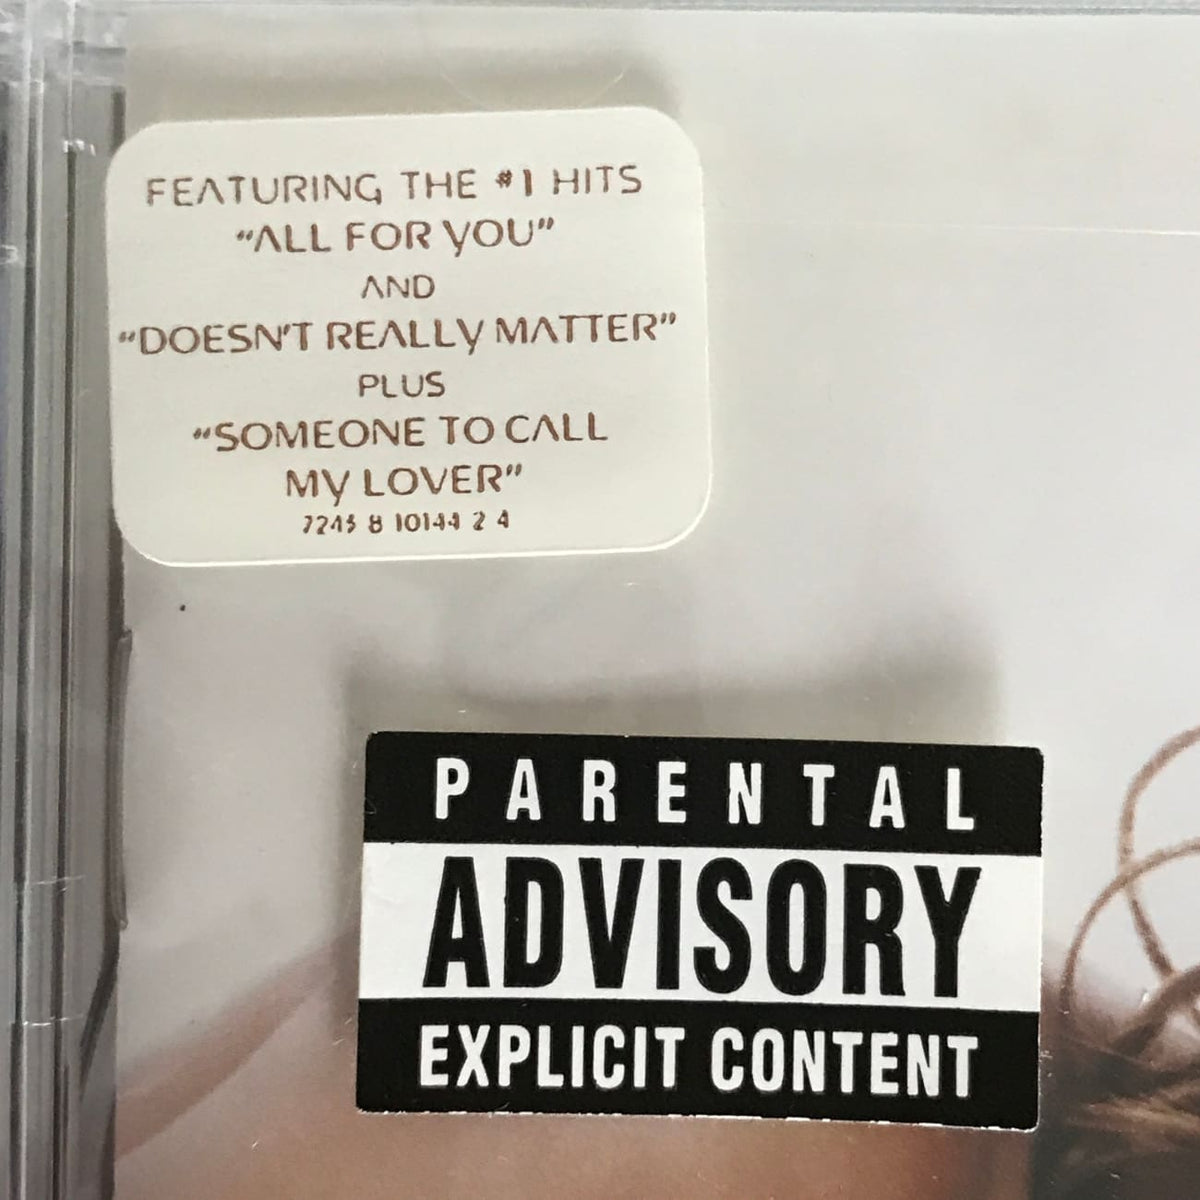 FEATURING THE #1 HITS
"ALL FOR YOU"
AND
"DOESN'T REALLY MATTER"
PLUS
"SOMEONE TO CALL
MY LOVER"
7243 8 10144 2 4
PARENTAL
ADVISORY
EXPLICIT CONTENT